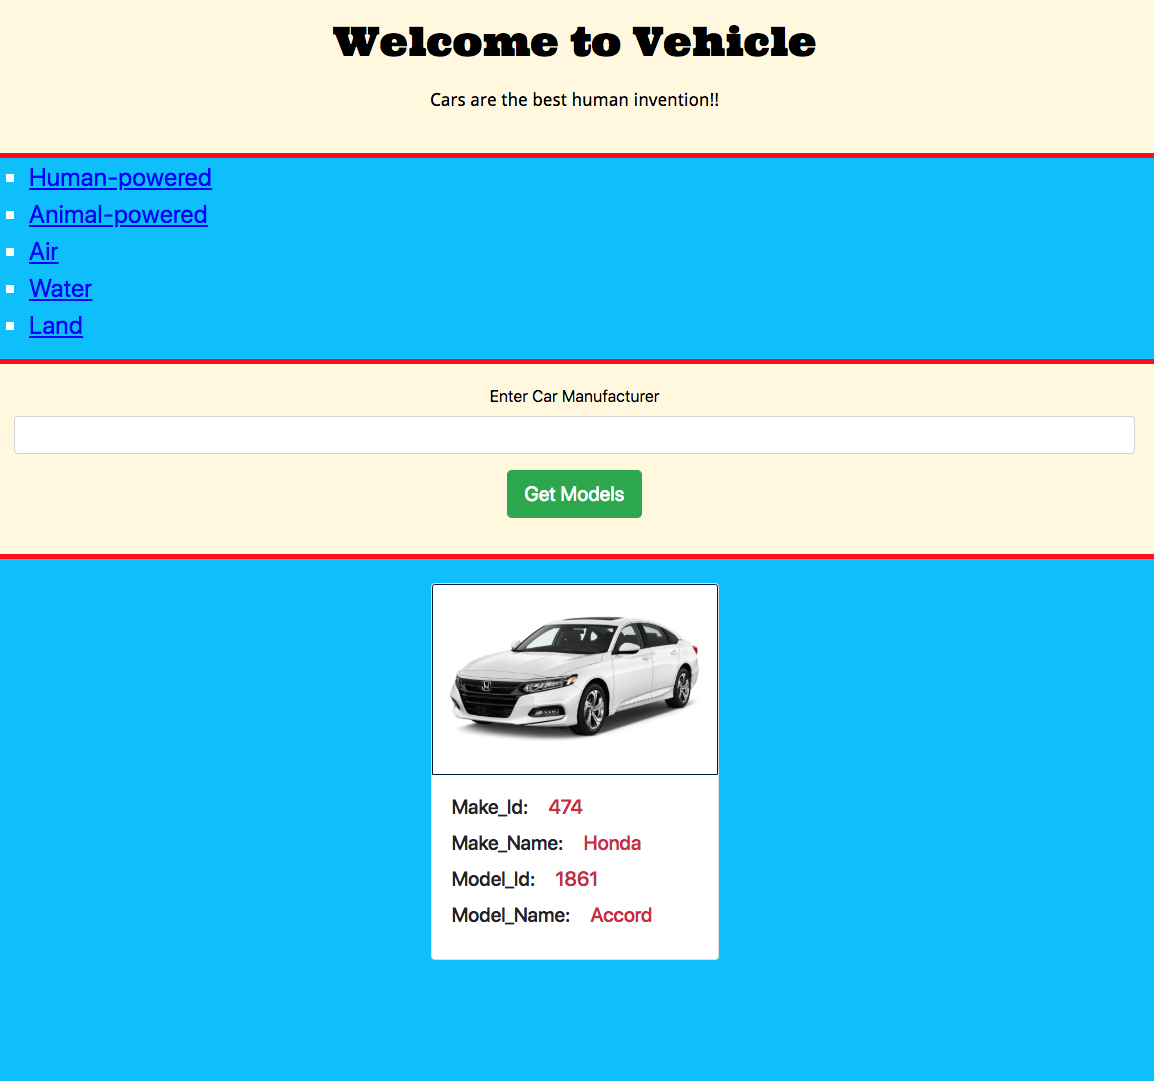 Welcome to Vehicle
Cars are the best human invention!!
Human-powered
Animal-powered
Air
Water
Land
Enter Car Manufacturer
Get Models
Make_Id: 474
Make_Name: Honda
Model_Id: 1861
Model_Name: Accord